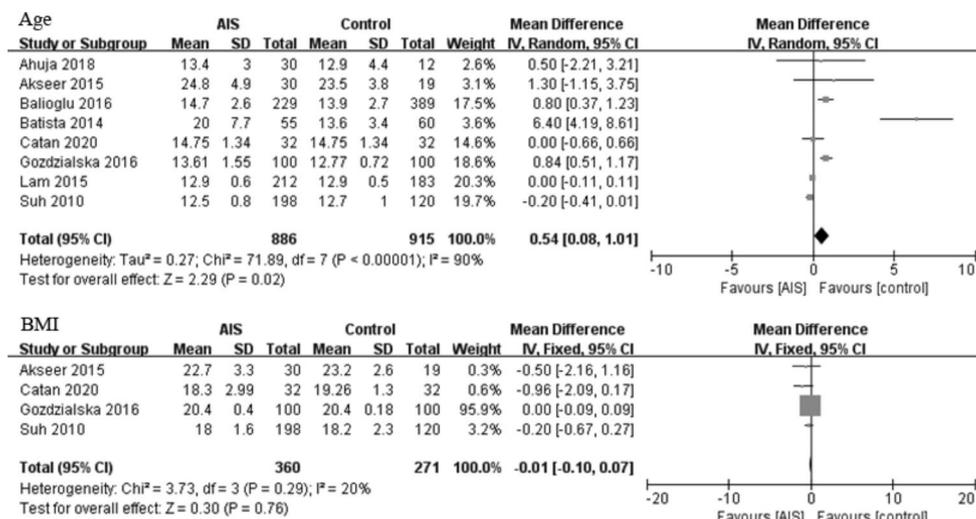 Age AIS Control Mean Difference Mean Difference
Study or Subgroup Mean SD Total Mean SD Total Weight IV, Random, 95% CI IV, Random, 95% CI
Ahuja 2018 13.4 3 30 12.9 4.4 12 2.6% 0.50 [-2.21, 3.21]
Akseer 2015 24.8 4.9 30 23.5 3.8 19 3.1% 1.30 [-1.15, 3.75]
Balioglu 2016 14.7 2.6 229 13.9 2.7 389 17.5% 0.80 [0.37, 1.23]
Batista 2014 20 7.7 55 13.6 3.4 60 3.6% 6.40 [4.19, 8.61]
Catan 2020 14.75 1.34 32 14.75 1.34 32 14.6% 0.00 [-0.66, 0.66]
Gozdzialska 2016 13.61 1.55 100 12.77 0.72 100 18.6% 0.84 [0.51, 1.17]
Lam 2015 12.9 0.6 212 12.9 0.5 183 20.3% 0.00 [-0.11, 0.11]
Suh 2010 12.5 0.8 198 12.7 1 120 19.7% -0.20 [-0.41, 0.01]
Total (95% CI) 886 915 100.0% 0.54 [0.08, 1.01]
Heterogeneity: Tau² = 0.27; Chi² = 71.89, df = 7 (P < 0.00001); I² = 90%
Test for overall effect: Z = 2.29 (P = 0.02)
-10 -5 0 5 10
Favours [AIS] Favours [control]
BMI AIS Control Mean Difference Mean Difference
Study or Subgroup Mean SD Total Mean SD Total Weight IV, Fixed, 95% CI IV, Fixed, 95% CI
Akseer 2015 22.7 3.3 30 23.2 2.6 19 0.3% -0.50 [-2.16, 1.16]
Catan 2020 18.3 2.99 32 19.26 1.3 32 0.6% -0.96 [-2.09, 0.17]
Gozdzialska 2016 20.4 0.4 100 20.4 0.18 100 95.9% 0.00 [-0.09, 0.09]
Suh 2010 18 1.6 198 18.2 2.3 120 3.2% -0.20 [-0.67, 0.27]
Total (95% CI) 360 271 100.0% -0.01 [-0.10, 0.07]
Heterogeneity: Chi² = 3.73, df = 3 (P = 0.29); I² = 20%
Test for overall effect: Z = 0.30 (P = 0.76)
-20 -10 0 10 20
Favours [AIS] Favours [control]